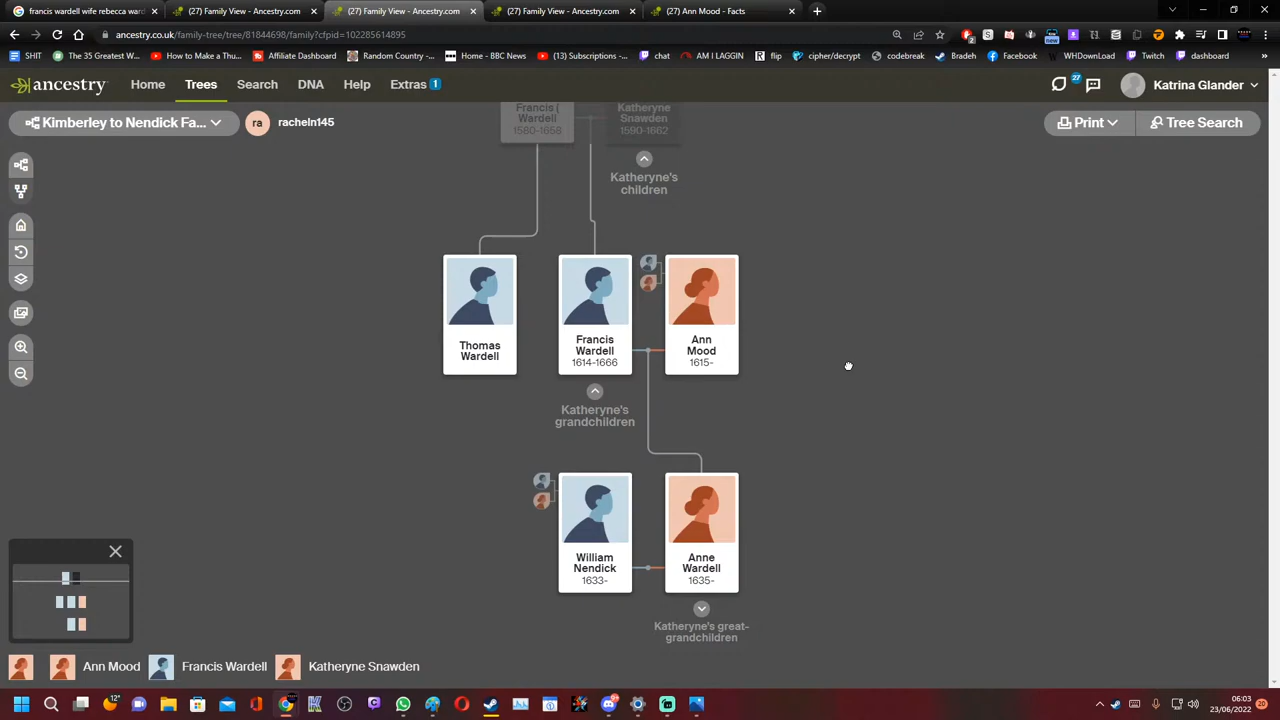 francis wardell wife rebecca ward
(27) Family View - Ancestry.com
(27) Family View - Ancestry.com
(27) Family View - Ancestry.com
(27) Ann Mood - Facts
ancestry.co.uk/family-tree/tree/81844698/family?cfpid=102285614895
SHIT
The 35 Greatest W...
How to Make a Thu...
Affiliate Dashboard
Random Country -...
Home - BBC News
(13) Subscriptions -...
chat
AM I LAGGIN
flip
cipher/decrypt
codebreak
Bradeh
Facebook
WHDownLoad
Twitch
dashboard
ancestry
Home
Trees
Search
DNA
Help
Extras 1
27
Katrina Glander
Kimberley to Nendick Fa...
ra
racheln145
Print
Tree Search
Francis (
Wardell
1580-1658
Katheryne
Snawden
1590-1662
Katheryne's
children
Thomas
Wardell
Francis
Wardell
1614-1666
Ann
Mood
1615-
Katheryne's
grandchildren
William
Nendick
1633-
Anne
Wardell
1635-
Katheryne's great-
grandchildren
Ann Mood
Francis Wardell
Katheryne Snawden
12°
06:03
23/06/2022
20